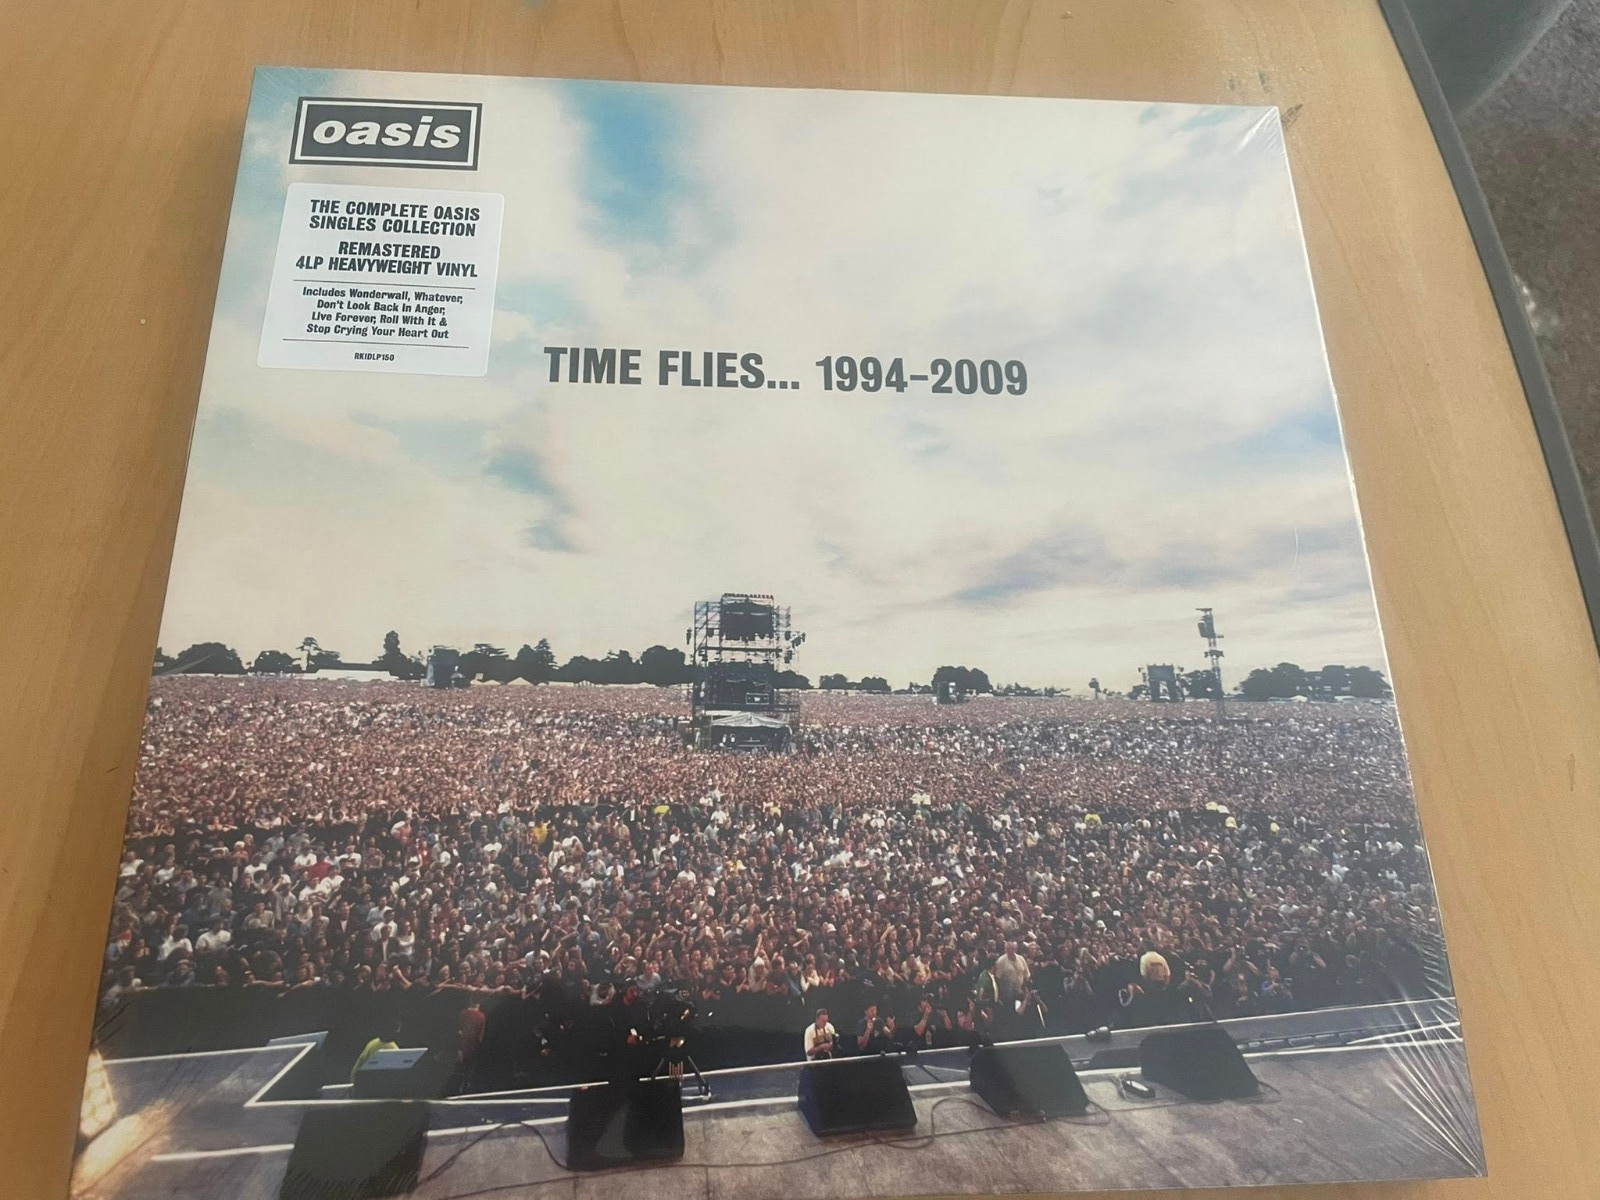 oasis
THE COMPLETE OASIS
SINGLES COLLECTION
REMASTERED
4LP HEAVYWEIGHT VINYL
Includes Wonderwall, Whatever,
Don't Look Back In Anger,
Live Forever, Roll With It &
Stop Crying Your Heart Out
RKIDLP150
TIME FLIES... 1994-2009